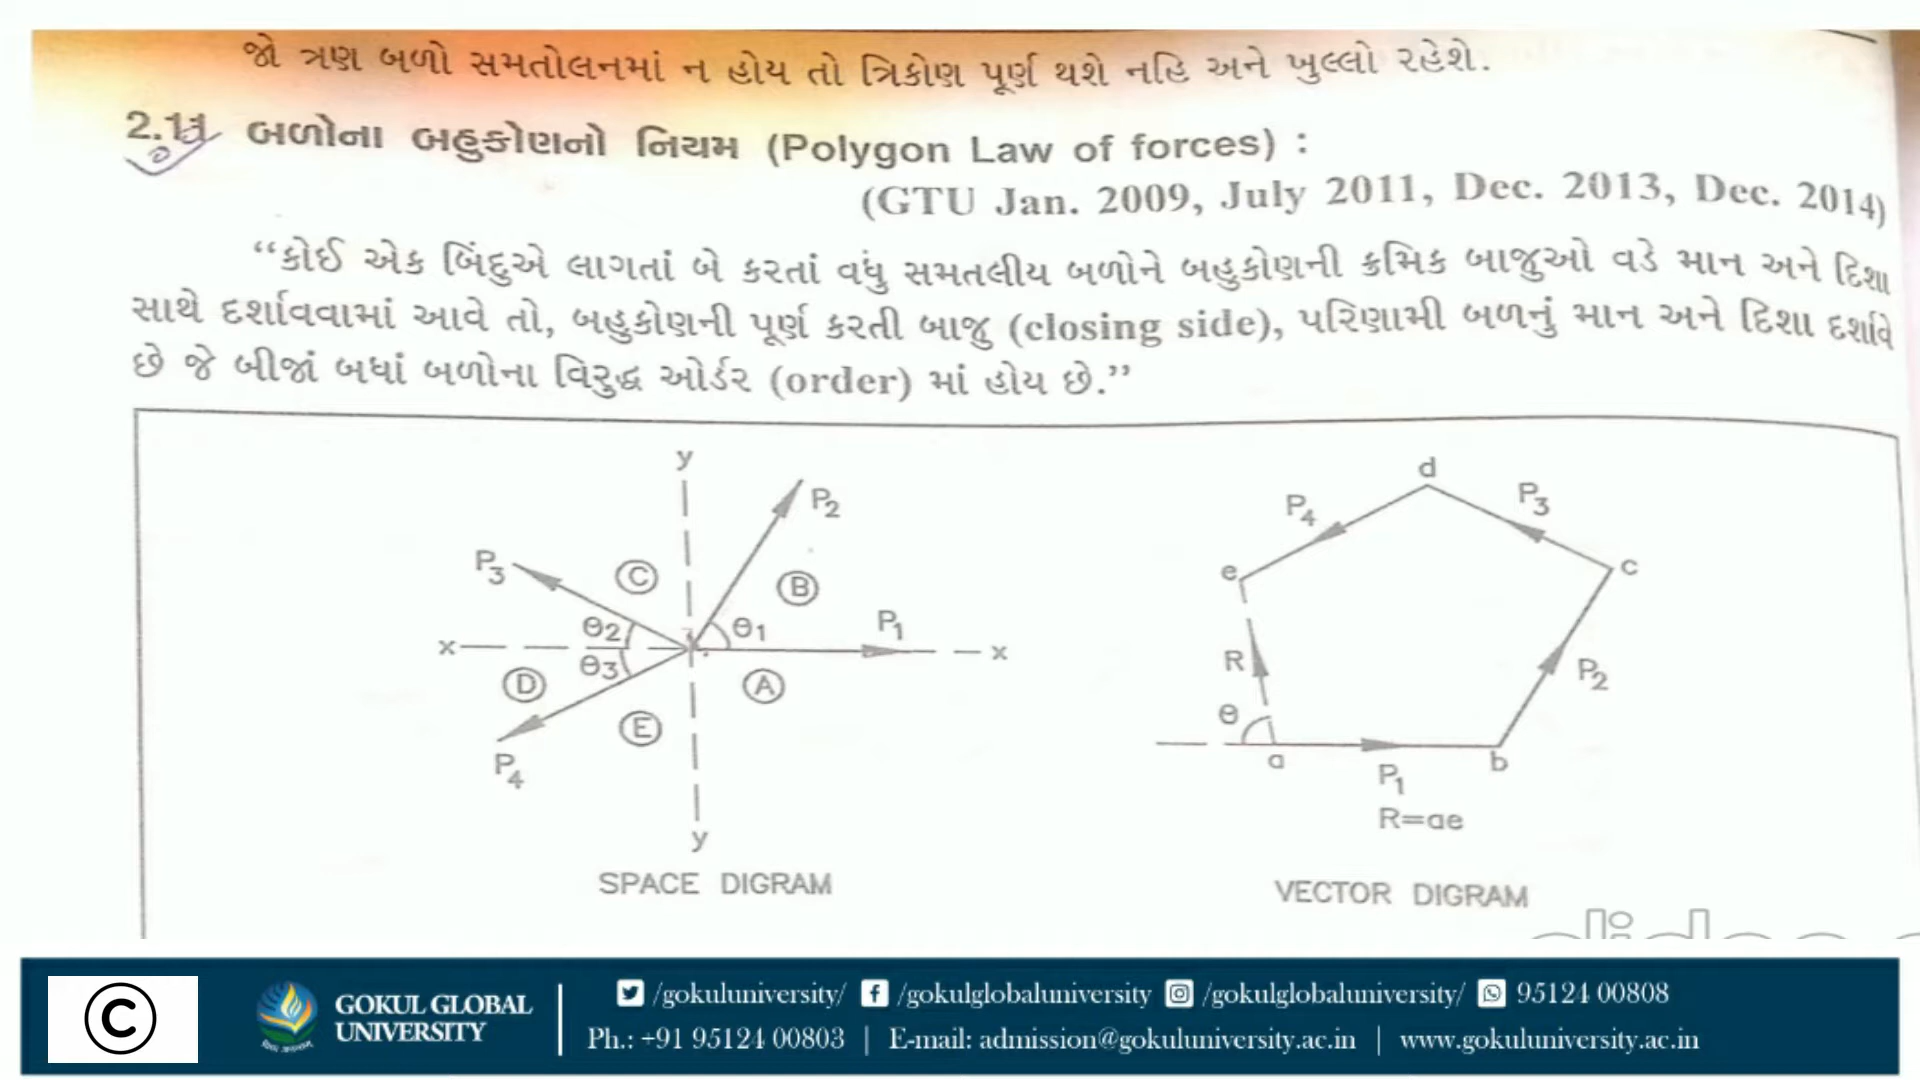 જો ત્રણ બળો સમતોલનમાં ન હોય તો ત્રિકોણ પૂર્ણ થશે નહિ અને ખુલ્લો રહેશે.
2.11 બળોના બહુકોણનો નિયમ (Polygon Law of forces) :
(GTU Jan. 2009, July 2011, Dec. 2013, Dec. 2014)
“કોઈ એક બિંદુએ લાગતાં બે કરતાં વધું સમતલીય બળોને બહુકોણની ક્રમિક બાજુઓ વડે માન અને દિશા
સાથે દર્શાવવામાં આવે તો, બહુકોણની પૂર્ણ કરતી બાજુ (closing side), પરિણામી બળનું માન અને દિશા દર્શાવે
છે જે બીજાં બધાં બળોના વિરુદ્ધ ઓર્ડર (order) માં હોય છે.”
y
P2
P3
C
B
θ2
θ1
P1
x
x
θ3
D
A
E
P4
y
SPACE DIGRAM
d
P4
P3
e
c
R
P2
θ
a
b
P1
R=ae
VECTOR DIGRAM
©
GOKUL GLOBAL
UNIVERSITY
/gokuluniversity/ /gokulglobaluniversity /gokulglobaluniversity/ 95124 00808
Ph.: +91 95124 00803 | E-mail: admission@gokuluniversity.ac.in | www.gokuluniversity.ac.in